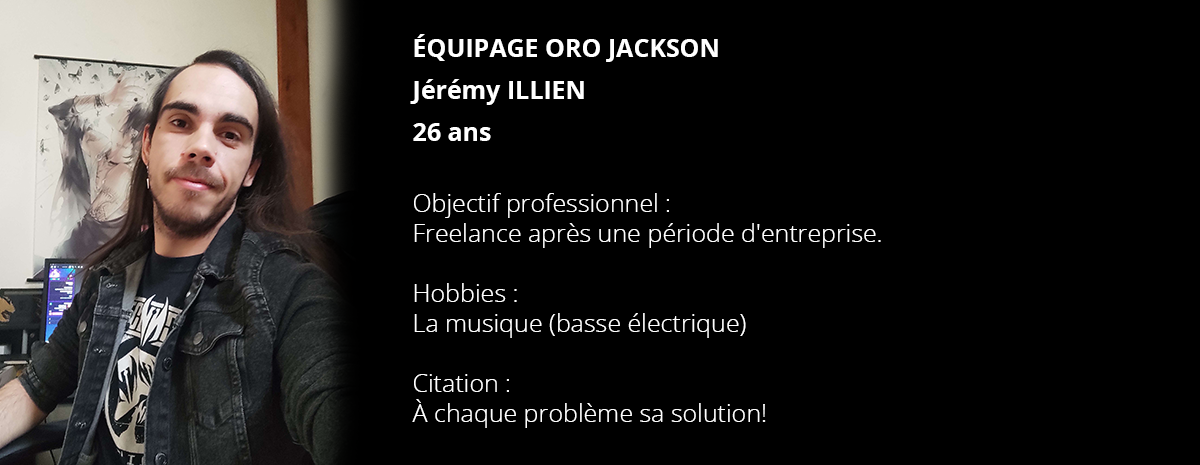 ÉQUIPAGE ORO JACKSON
Jérémy ILLIEN
26 ans
Objectif professionnel :
Freelance après une période d'entreprise.
Hobbies :
La musique (basse électrique)
Citation :
À chaque problème sa solution!